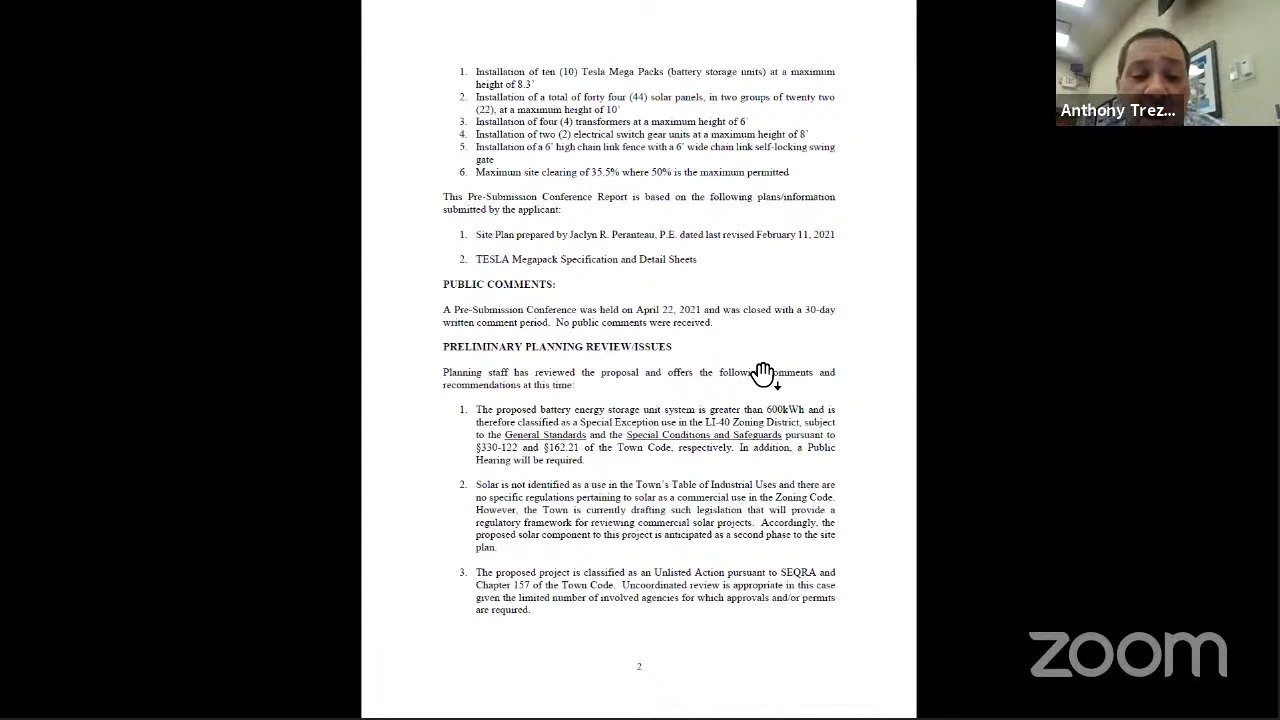 1. Installation of ten (10) Tesla Mega Packs (battery storage units) at a maximum
height of 8.3'
2. Installation of a total of forty four (44) solar panels, in two groups of twenty two
(22), at a maximum height of 10'
3. Installation of four (4) transformers at a maximum height of 6'
4. Installation of two (2) electrical switch gear units at a maximum height of 8'
5. Installation of a 6' high chain link fence with a 6' wide chain link self-locking swing
gate
6. Maximum site clearing of 35.5% where 50% is the maximum permitted
This Pre-Submission Conference Report is based on the following plans/information
submitted by the applicant:
1. Site Plan prepared by Jaclyn R. Peranteau, P.E. dated last revised February 11, 2021
2. TESLA Megapack Specification and Detail Sheets
PUBLIC COMMENTS:
A Pre-Submission Conference was held on April 22, 2021 and was closed with a 30-day
written comment period. No public comments were received.
PRELIMINARY PLANNING REVIEW/ISSUES
Planning staff has reviewed the proposal and offers the following comments and
recommendations at this time:
1. The proposed battery energy storage unit system is greater than 600kWh and is
therefore classified as a Special Exception use in the LI-40 Zoning District, subject
to the General Standards and the Special Conditions and Safeguards pursuant to
§330-122 and §162.21 of the Town Code, respectively. In addition, a Public
Hearing will be required.
2. Solar is not identified as a use in the Town's Table of Industrial Uses and there are
no specific regulations pertaining to solar as a commercial use in the Zoning Code.
However, the Town is currently drafting such legislation that will provide a
regulatory framework for reviewing commercial solar projects. Accordingly, the
proposed solar component to this project is anticipated as a second phase to the site
plan.
3. The proposed project is classified as an Unlisted Action pursuant to SEQRA and
Chapter 157 of the Town Code. Uncoordinated review is appropriate in this case
given the limited number of involved agencies for which approvals and/or permits
are required.
2
Anthony Trez...
zoom